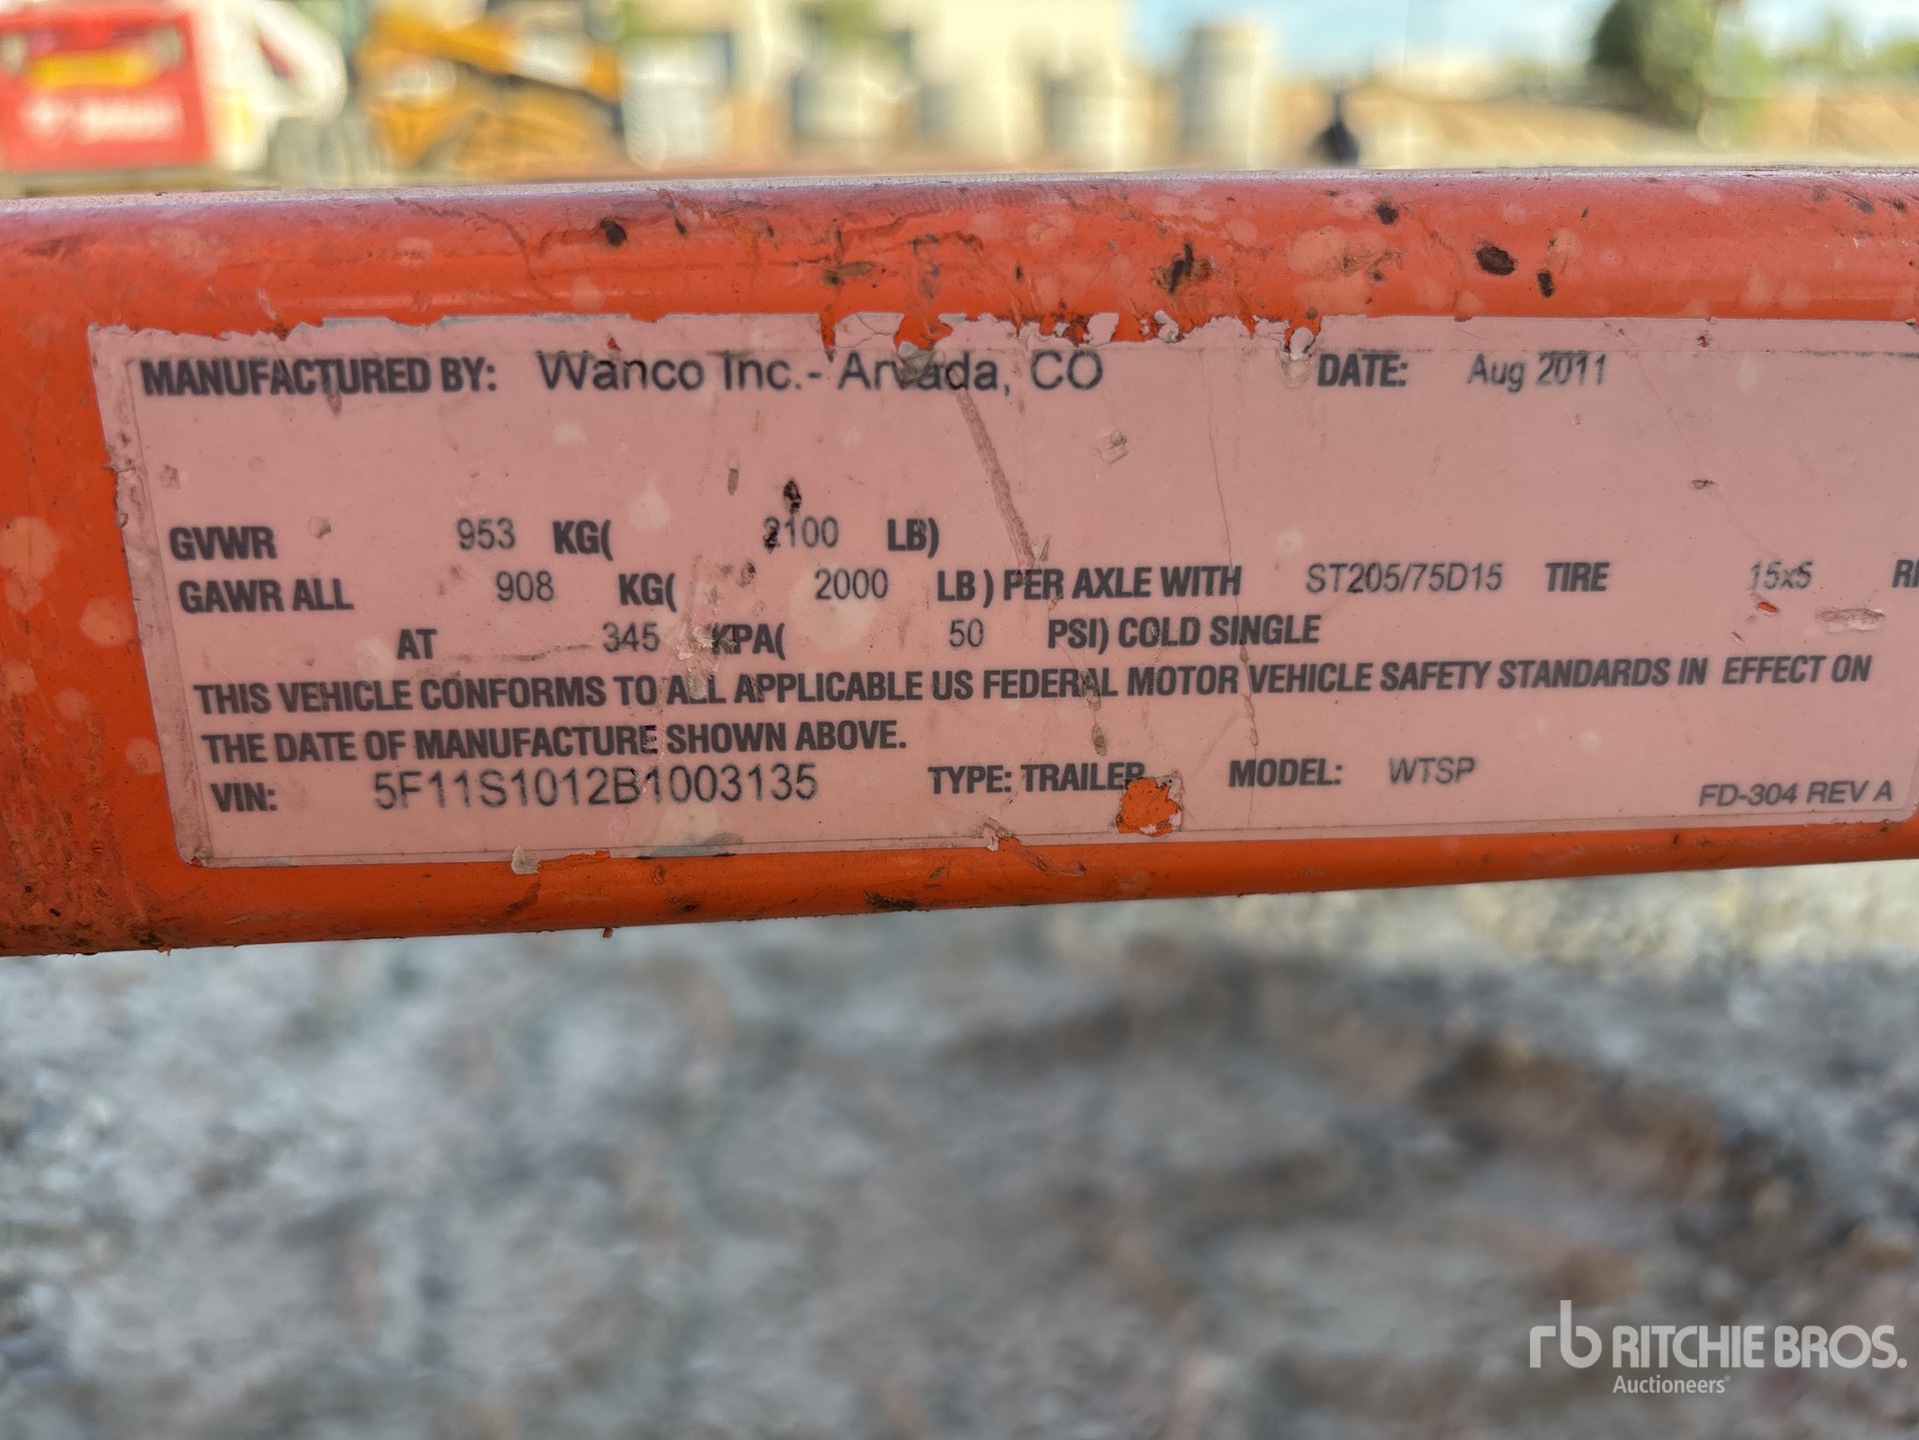 MANUFACTURED BY: Wanco Inc.- Arvada, CO DATE: Aug 2011
GVWR 953 KG( 2100 LB)
GAWR ALL 908 KG( 2000 LB ) PER AXLE WITH ST205/75D15 TIRE 15x5
AT 345 KPA( 50 PSI) COLD SINGLE
THIS VEHICLE CONFORMS TO ALL APPLICABLE US FEDERAL MOTOR VEHICLE SAFETY STANDARDS IN EFFECT ON
THE DATE OF MANUFACTURE SHOWN ABOVE.
VIN: 5F11S1012B1003135 TYPE: TRAILER MODEL: WTSP
FD-304 REV A
rb RITCHIE BROS.
Auctioneers